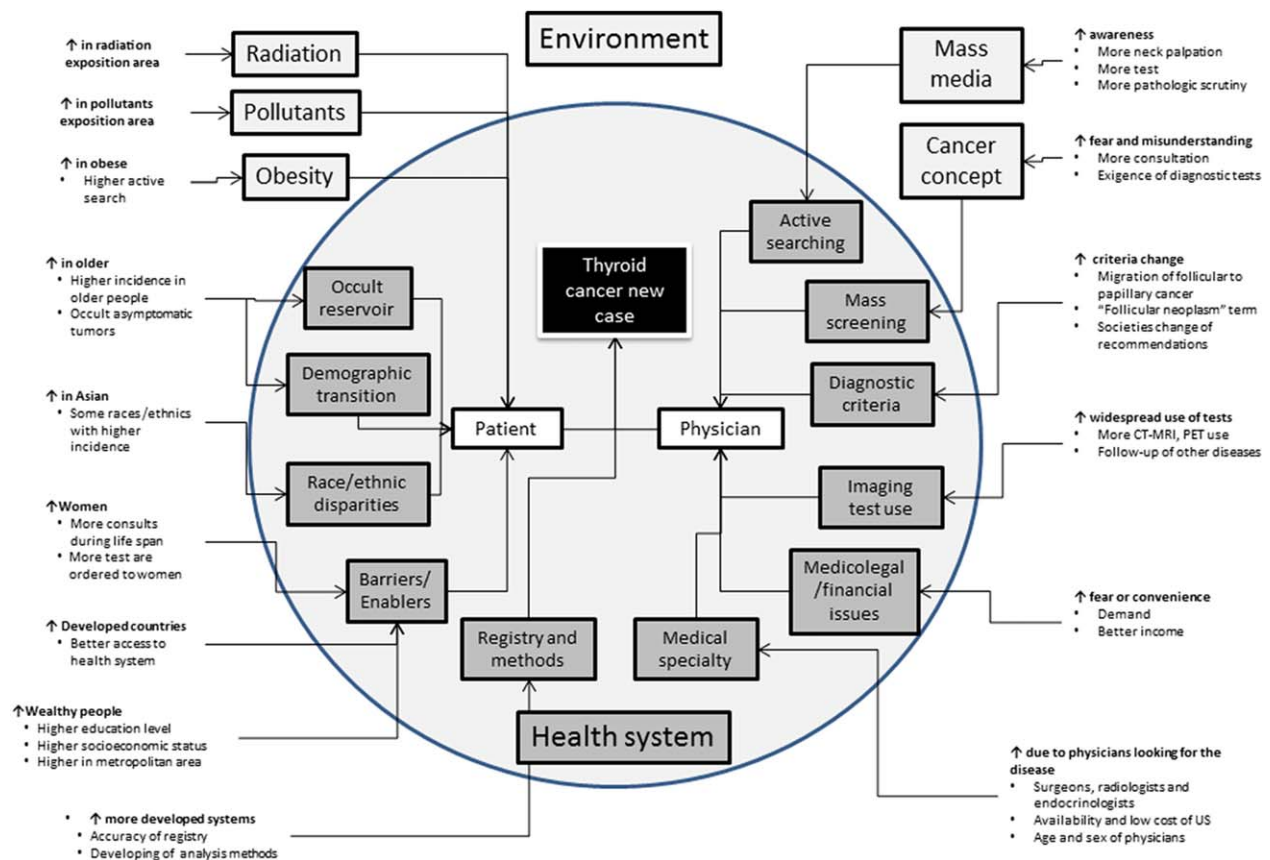 Environment
↑ in radiation
exposition area
Radiation
↑ in pollutants
exposition area
Pollutants
↑ in obese
• Higher active
search
Obesity
Mass
media
↑ awareness
• More neck palpation
• More test
• More pathologic scrutiny
Cancer
concept
↑ fear and misunderstanding
• More consultation
• Exigence of diagnostic tests
↑ in older
• Higher incidence in
older people
• Occult asymptomatic
tumors
Occult
reservoir
Demographic
transition
↑ in Asian
• Some races/ethnics
with higher
incidence
Race/ethnic
disparities
↑Women
• More consults
during life span
• More test are
ordered to women
Barriers/
Enablers
↑ Developed countries
• Better access to
health system
↑Wealthy people
• Higher education level
• Higher socioeconomic status
• Higher in metropolitan area
• ↑ more developed systems
• Accuracy of registry
• Developing of analysis methods
Thyroid
cancer new
case
Patient
Physician
Registry and
methods
Health system
Active
searching
Mass
screening
Diagnostic
criteria
↑ criteria change
• Migration of follicular to
papillary cancer
• “Follicular neoplasm” term
• Societies change of
recommendations
Imaging
test use
↑ widespread use of tests
• More CT-MRI, PET use
• Follow-up of other diseases
Medicolegal
/financial
issues
↑ fear or convenience
• Demand
• Better income
Medical
specialty
↑ due to physicians looking for the
disease
• Surgeons, radiologists and
endocrinologists
• Availability and low cost of US
• Age and sex of physicians